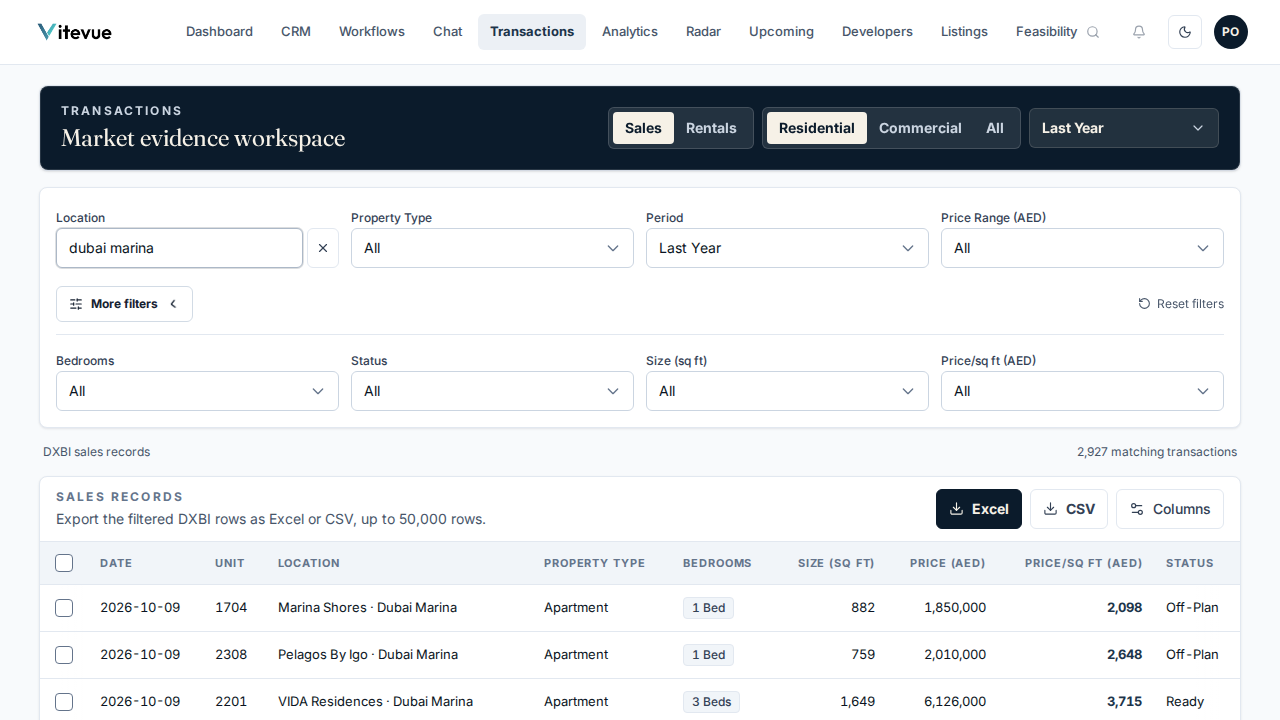 Vitevue
Dashboard CRM Workflows Chat Transactions Analytics Radar Upcoming Developers Listings Feasibility PO
TRANSACTIONS
Market evidence workspace
Sales Rentals Residential Commercial All Last Year
Location Property Type Period Price Range (AED)
dubai marina All Last Year All
More filters Reset filters
Bedrooms Status Size (sq ft) Price/sq ft (AED)
All All All All
DXBI sales records 2,927 matching transactions
SALES RECORDS
Export the filtered DXBI rows as Excel or CSV, up to 50,000 rows.
Excel CSV Columns
DATE UNIT LOCATION PROPERTY TYPE BEDROOMS SIZE (SQ FT) PRICE (AED) PRICE/SQ FT (AED) STATUS
2026-10-09 1704 Marina Shores · Dubai Marina Apartment 1 Bed 882 1,850,000 2,098 Off-Plan
2026-10-09 2308 Pelagos By Igo · Dubai Marina Apartment 1 Bed 759 2,010,000 2,648 Off-Plan
2026-10-09 2201 VIDA Residences · Dubai Marina Apartment 3 Beds 1,649 6,126,000 3,715 Ready